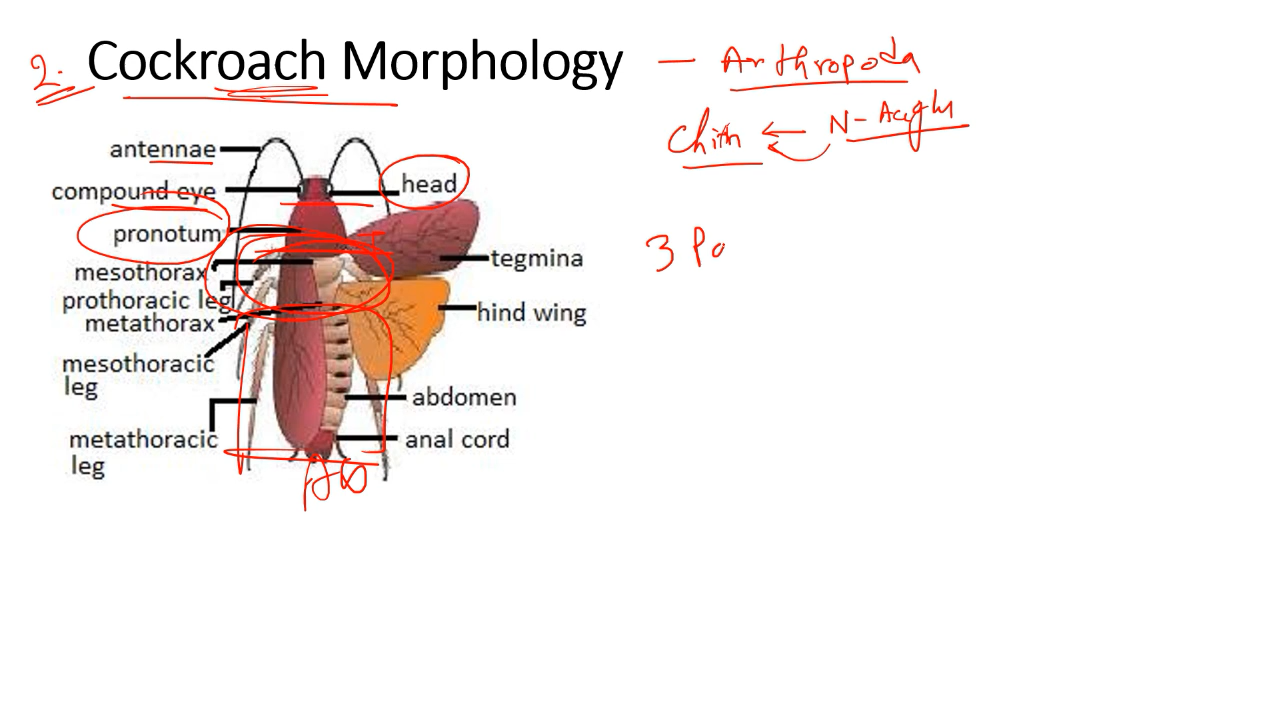 2. Cockroach Morphology – Arthropoda
Chitin ← N-Acglu
antennae
compound eye
head
pronotum
mesothorax
prothoracic leg
metathorax
mesothoracic
leg
metathoracic
leg
tegmina
hind wing
abdomen
anal cord
3 Po